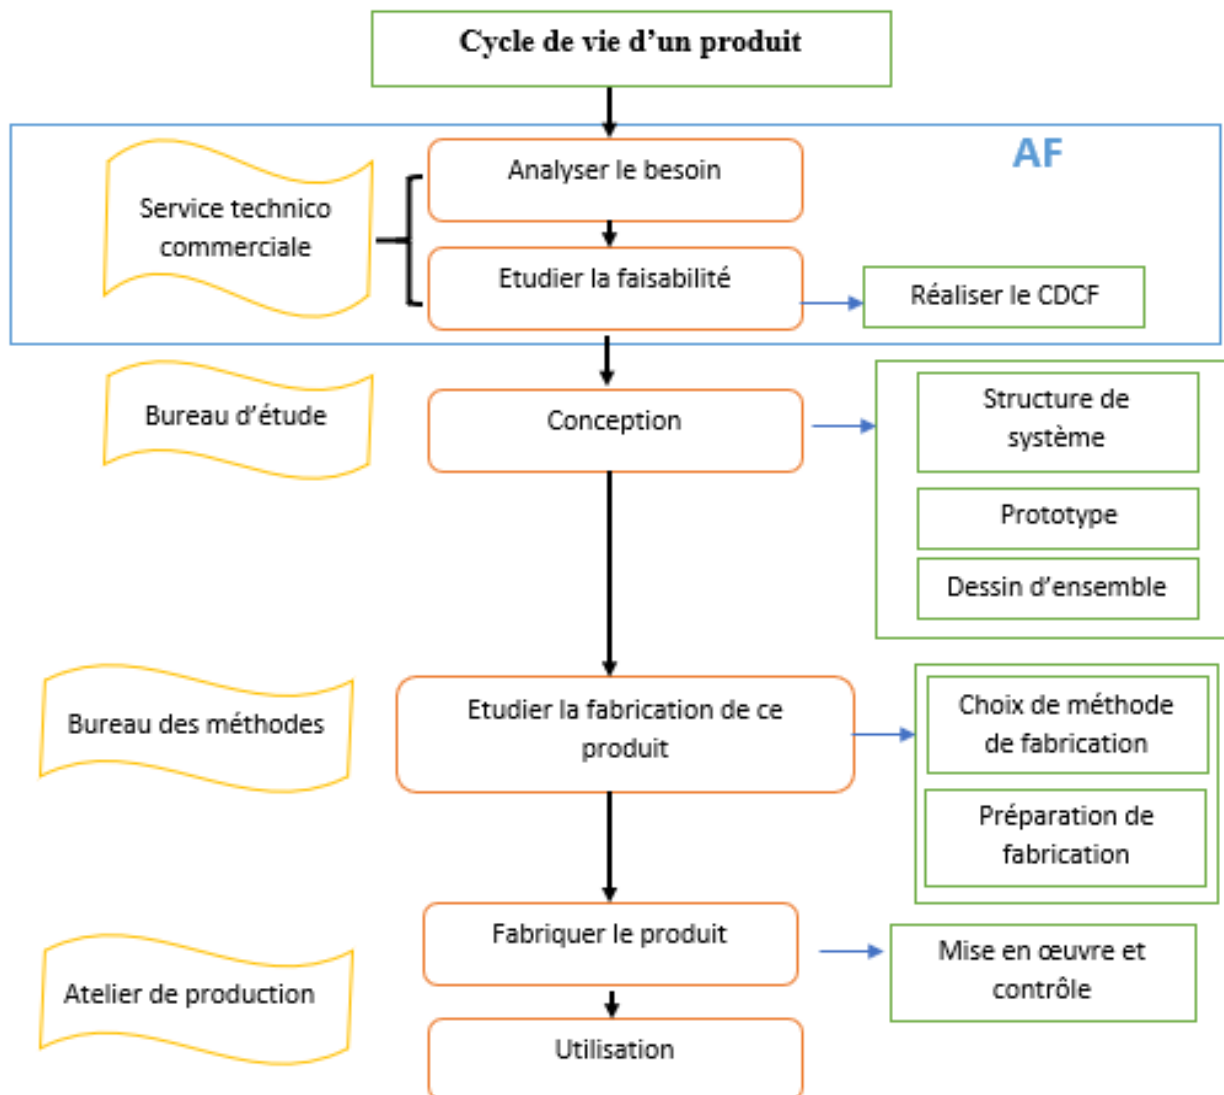 Cycle de vie d’un produit
AF
Analyser le besoin
Service technico
commerciale
Etudier la faisabilité
Réaliser le CDCF
Bureau d’étude
Conception
Structure de
système
Prototype
Dessin d’ensemble
Bureau des méthodes
Etudier la fabrication de ce
produit
Choix de méthode
de fabrication
Préparation de
fabrication
Fabriquer le produit
Mise en œuvre et
contrôle
Atelier de production
Utilisation